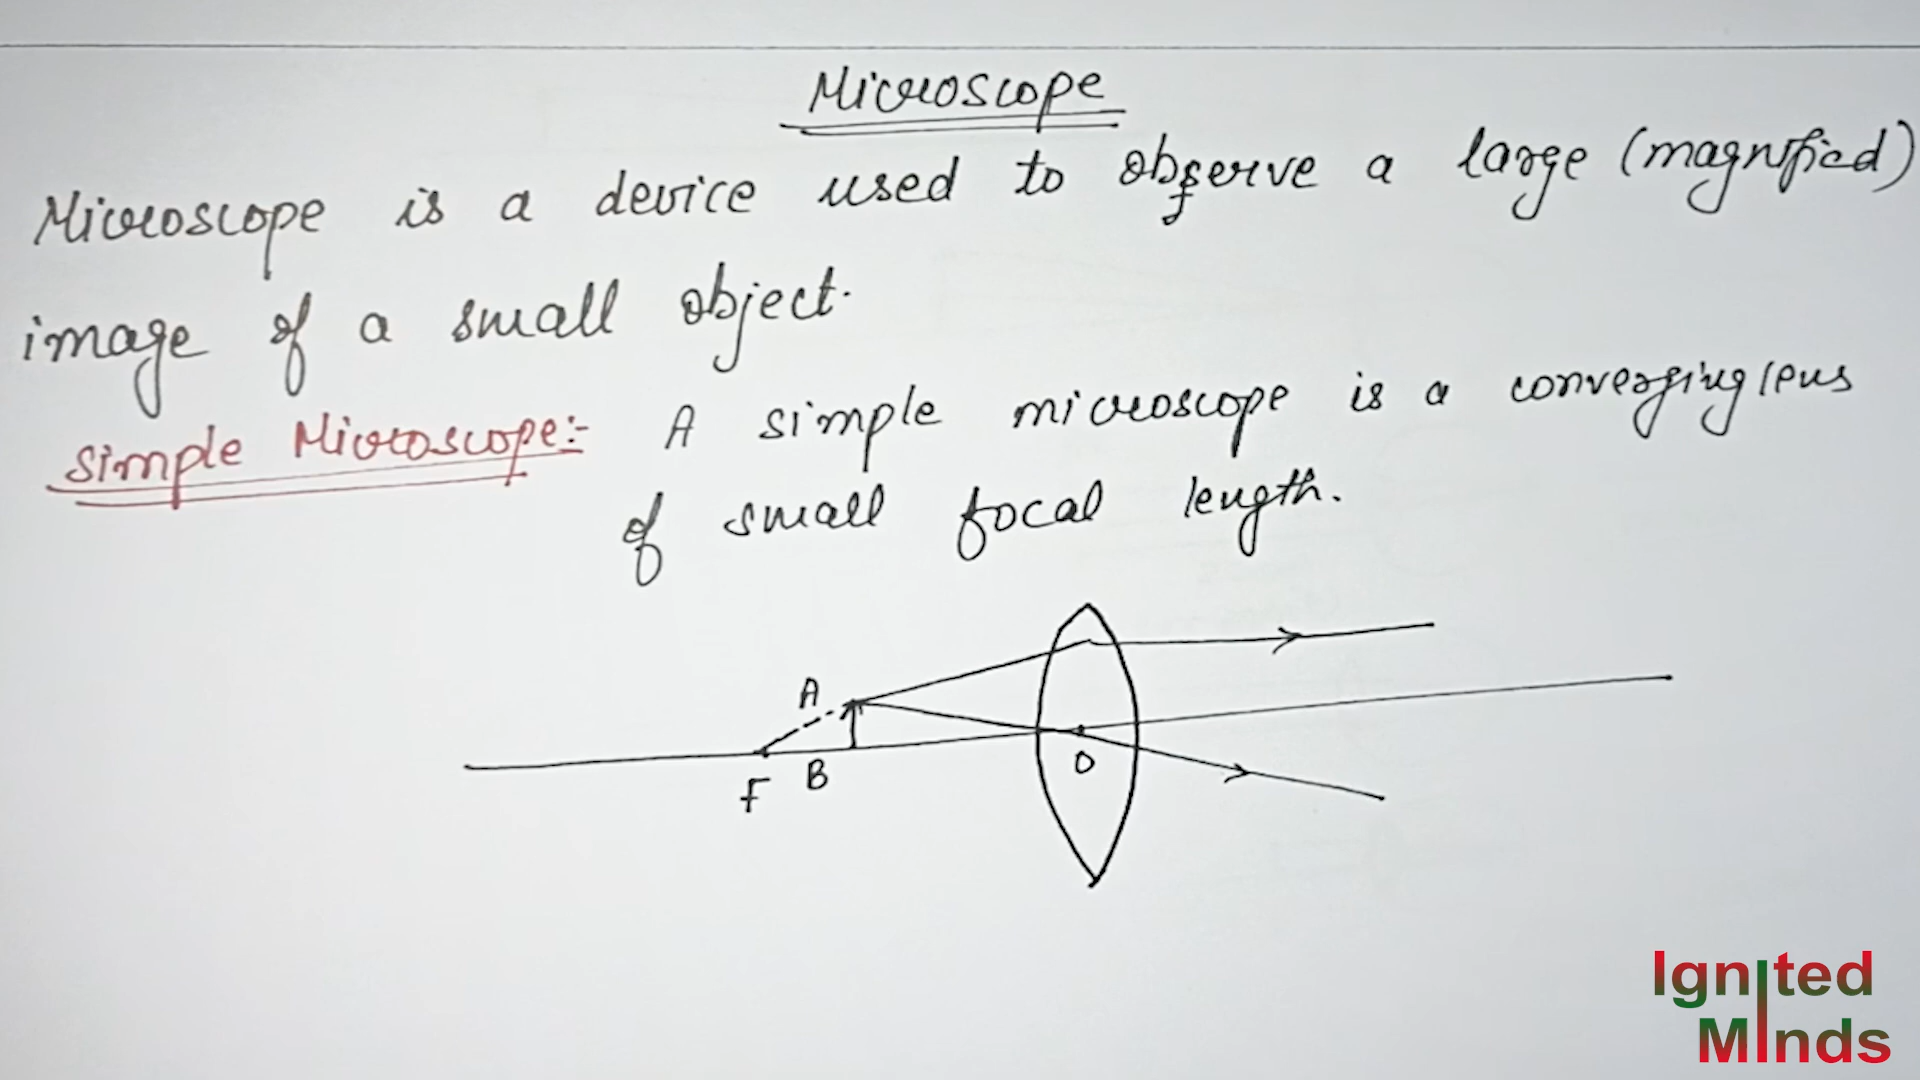 Microscope
Microscope is a device used to observe a large (magnified)
image of a small object.
Simple Microscope:- A simple microscope is a converging lens
of small focal length.
A
F B O
Ignited
Minds